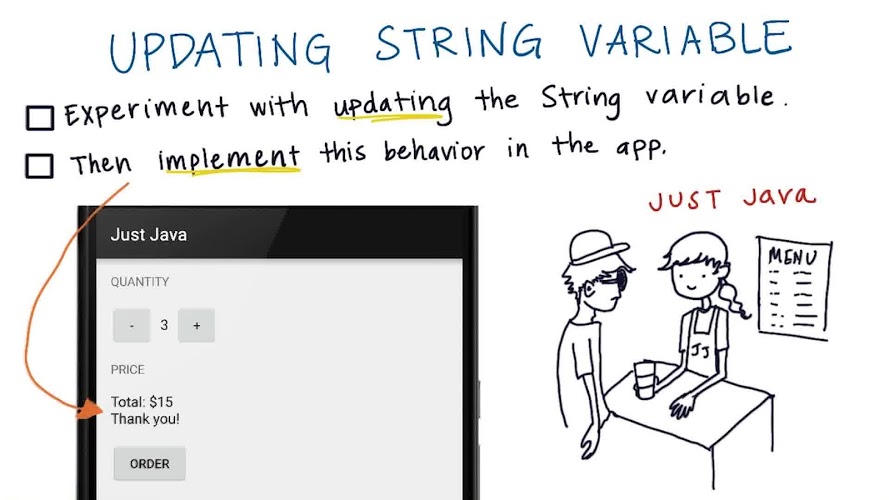 UPDATING STRING VARIABLE
Experiment with updating the String variable.
Then implement this behavior in the app.
JUST JAVA
MENU
JJ
Just Java
QUANTITY
- 3 +
PRICE
Total: $15
Thank you!
ORDER